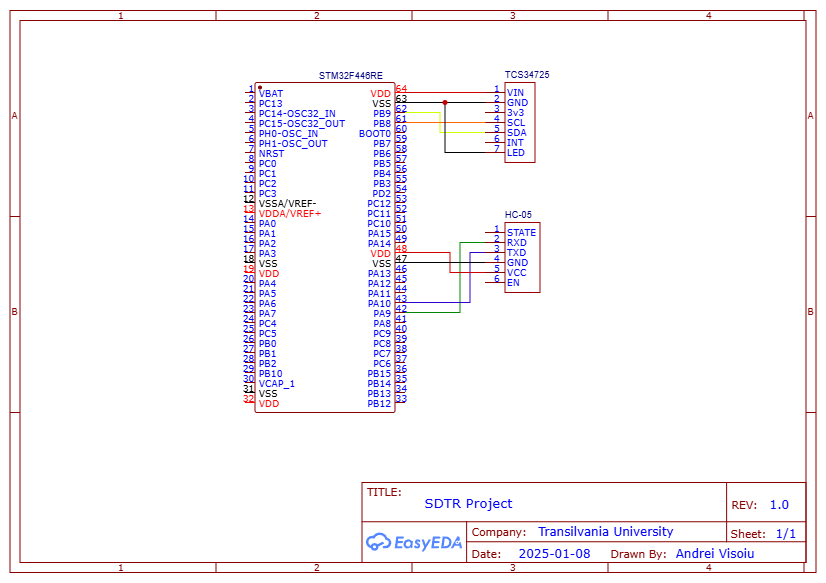 1 2 3 4
A A
B B
STM32F446RE
1 VBAT
2 PC13
3 PC14-OSC32_IN
4 PC15-OSC32_OUT
5 PH0-OSC_IN
6 PH1-OSC_OUT
7 NRST
8 PC0
9 PC1
10 PC2
11 PC3
12 VSSA/VREF-
13 VDDA/VREF+
14 PA0
15 PA1
16 PA2
17 PA3
18 VSS
19 VDD
20 PA4
21 PA5
22 PA6
23 PA7
24 PC4
25 PC5
26 PB0
27 PB1
28 PB2
29 PB10
30 VCAP_1
31 VSS
32 VDD
VDD 64
VSS 63
PB9 62
PB8 61
BOOT0 60
PB7 59
PB6 58
PB5 57
PB4 56
PB3 55
PD2 54
PC12 53
PC11 52
PC10 51
PA15 50
PA14 49
VDD 48
VSS 47
PA13 46
PA12 45
PA11 44
PA10 43
PA9 42
PA8 41
PC9 40
PC8 39
PC7 38
PC6 37
PB15 36
PB14 35
PB13 34
PB12 33
TCS34725
1 VIN
2 GND
3 3v3
4 SCL
5 SDA
6 INT
7 LED
HC-05
1 STATE
2 RXD
3 TXD
4 GND
5 VCC
6 EN
TITLE:
SDTR Project
REV: 1.0
EasyEDA
Company: Transilvania University
Sheet: 1/1
Date: 2025-01-08 Drawn By: Andrei Visoiu
1 2 3 4